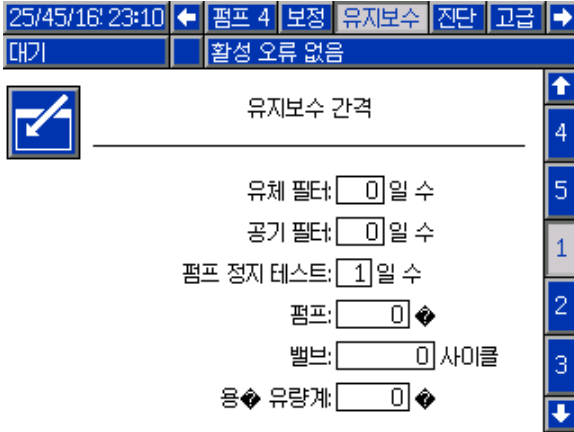 25/45/16! 23:10 펌프 4 보정 유지보수 진단 고급
대기 활성 오류 없음
유지보수 간격
4
유체 필터: 0 일 수
5
공기 필터: 0 일 수
1
펌프 정지 테스트: 1 일 수
펌프: 0 �
2
밸브: 0 사이클
3
용� 유량계: 0 �